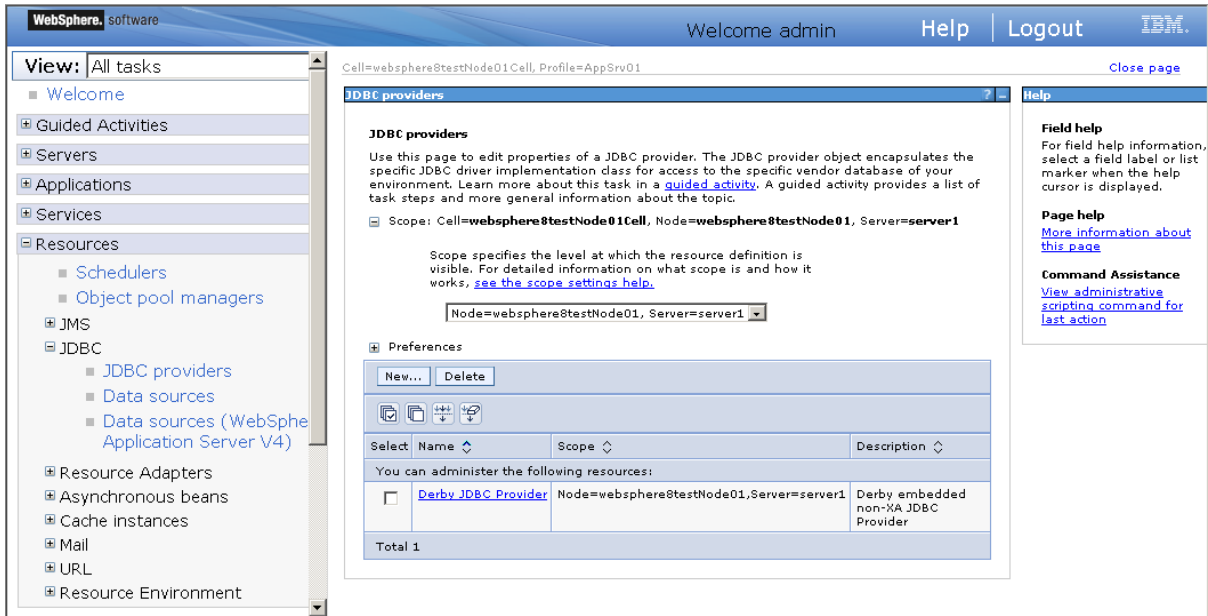 WebSphere. software
Welcome admin
Help
Logout
IBM.
View: All tasks
Welcome
Guided Activities
Servers
Applications
Services
Resources
Schedulers
Object pool managers
JMS
JDBC
JDBC providers
Data sources
Data sources (WebSphe
Application Server V4)
Resource Adapters
Asynchronous beans
Cache instances
Mail
URL
Resource Environment
Cell=websphere8testNode01Cell, Profile=AppSrv01
Close page
JDBC providers
? –
JDBC providers
Use this page to edit properties of a JDBC provider. The JDBC provider object encapsulates the
specific JDBC driver implementation class for access to the specific vendor database of your
environment. Learn more about this task in a guided activity. A guided activity provides a list of
task steps and more general information about the topic.
Scope: Cell=websphere8testNode01Cell, Node=websphere8testNode01, Server=server1
Scope specifies the level at which the resource definition is
visible. For detailed information on what scope is and how it
works, see the scope settings help.
Node=websphere8testNode01, Server=server1
Preferences
New... Delete
Select Name Scope Description
You can administer the following resources:
Derby JDBC Provider Node=websphere8testNode01,Server=server1 Derby embedded
non-XA JDBC
Provider
Total 1
Help
Field help
For field help information,
select a field label or list
marker when the help
cursor is displayed.
Page help
More information about
this page
Command Assistance
View administrative
scripting command for
last action